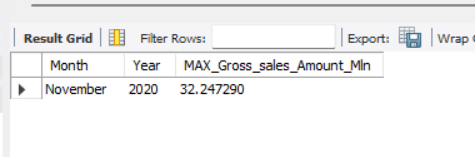 Result Grid Filter Rows: Export: Wrap
Month Year MAX_Gross_sales_Amount_Mln
November 2020 32.247290